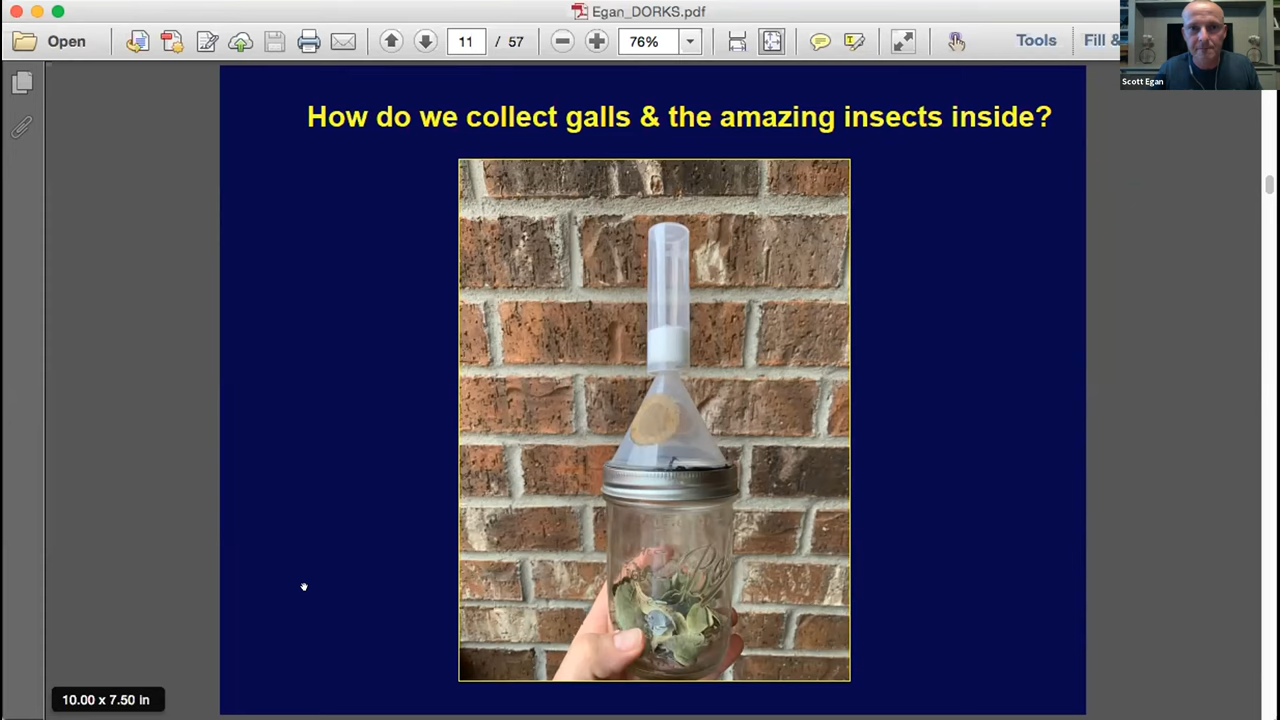 Egan_DORKS.pdf
Open
11 / 57
76%
Tools
Fill &
Scott Egan
How do we collect galls & the amazing insects inside?
Ball
10.00 x 7.50 in